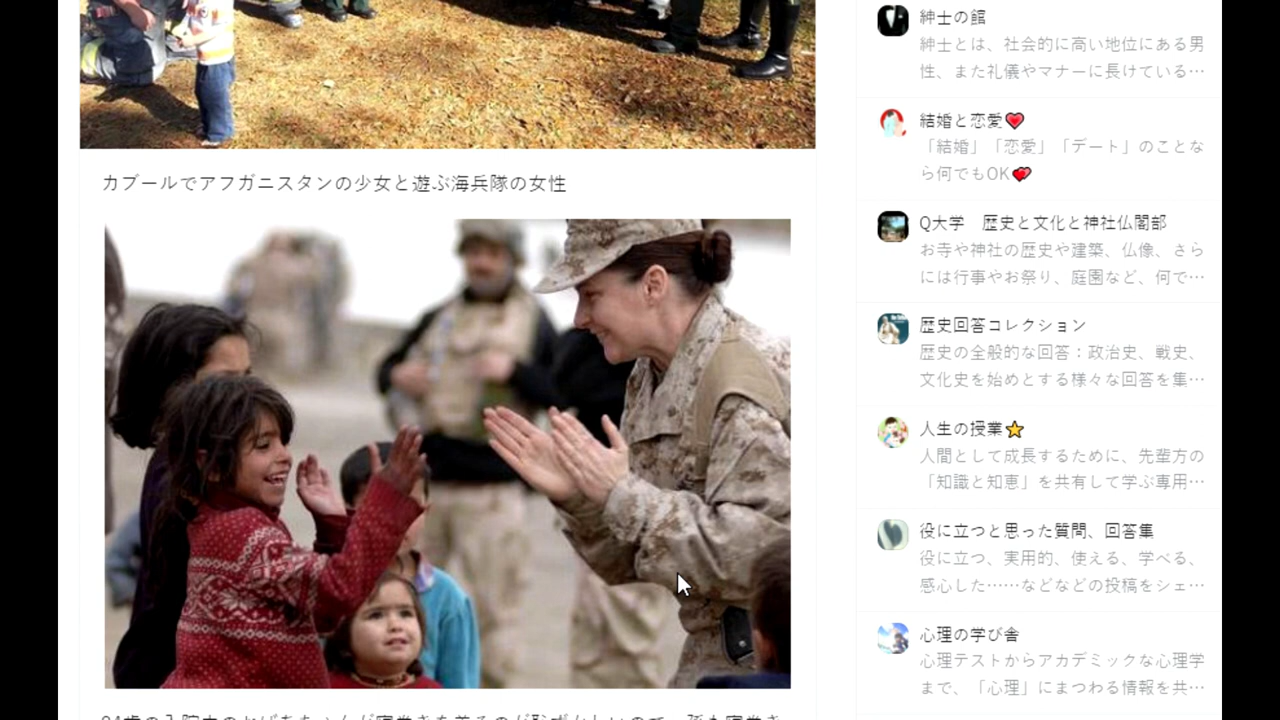 カブールでアフガニスタンの少女と遊ぶ海兵隊の女性
紳士の館
紳士とは、社会的に高い地位にある男
性、また礼儀やマナーに長けている…
結婚と恋愛❤
「結婚」「恋愛」「デート」のことな
ら何でもOK💕
Q大学　歴史と文化と神社仏閣部
お寺や神社の歴史や建築、仏像、さら
には行事やお祭り、庭園など、何で…
歴史回答コレクション
歴史の全般的な回答：政治史、戦史、
文化史を始めとする様々な回答を集…
人生の授業⭐
人間として成長するために、先輩方の
「知識と知恵」を共有して学ぶ専用…
役に立つと思った質問、回答集
役に立つ、実用的、使える、学べる、
感心した……などなどの投稿をシェ…
心理の学び舎
心理テストからアカデミックな心理学
まで、「心理」にまつわる情報を共…